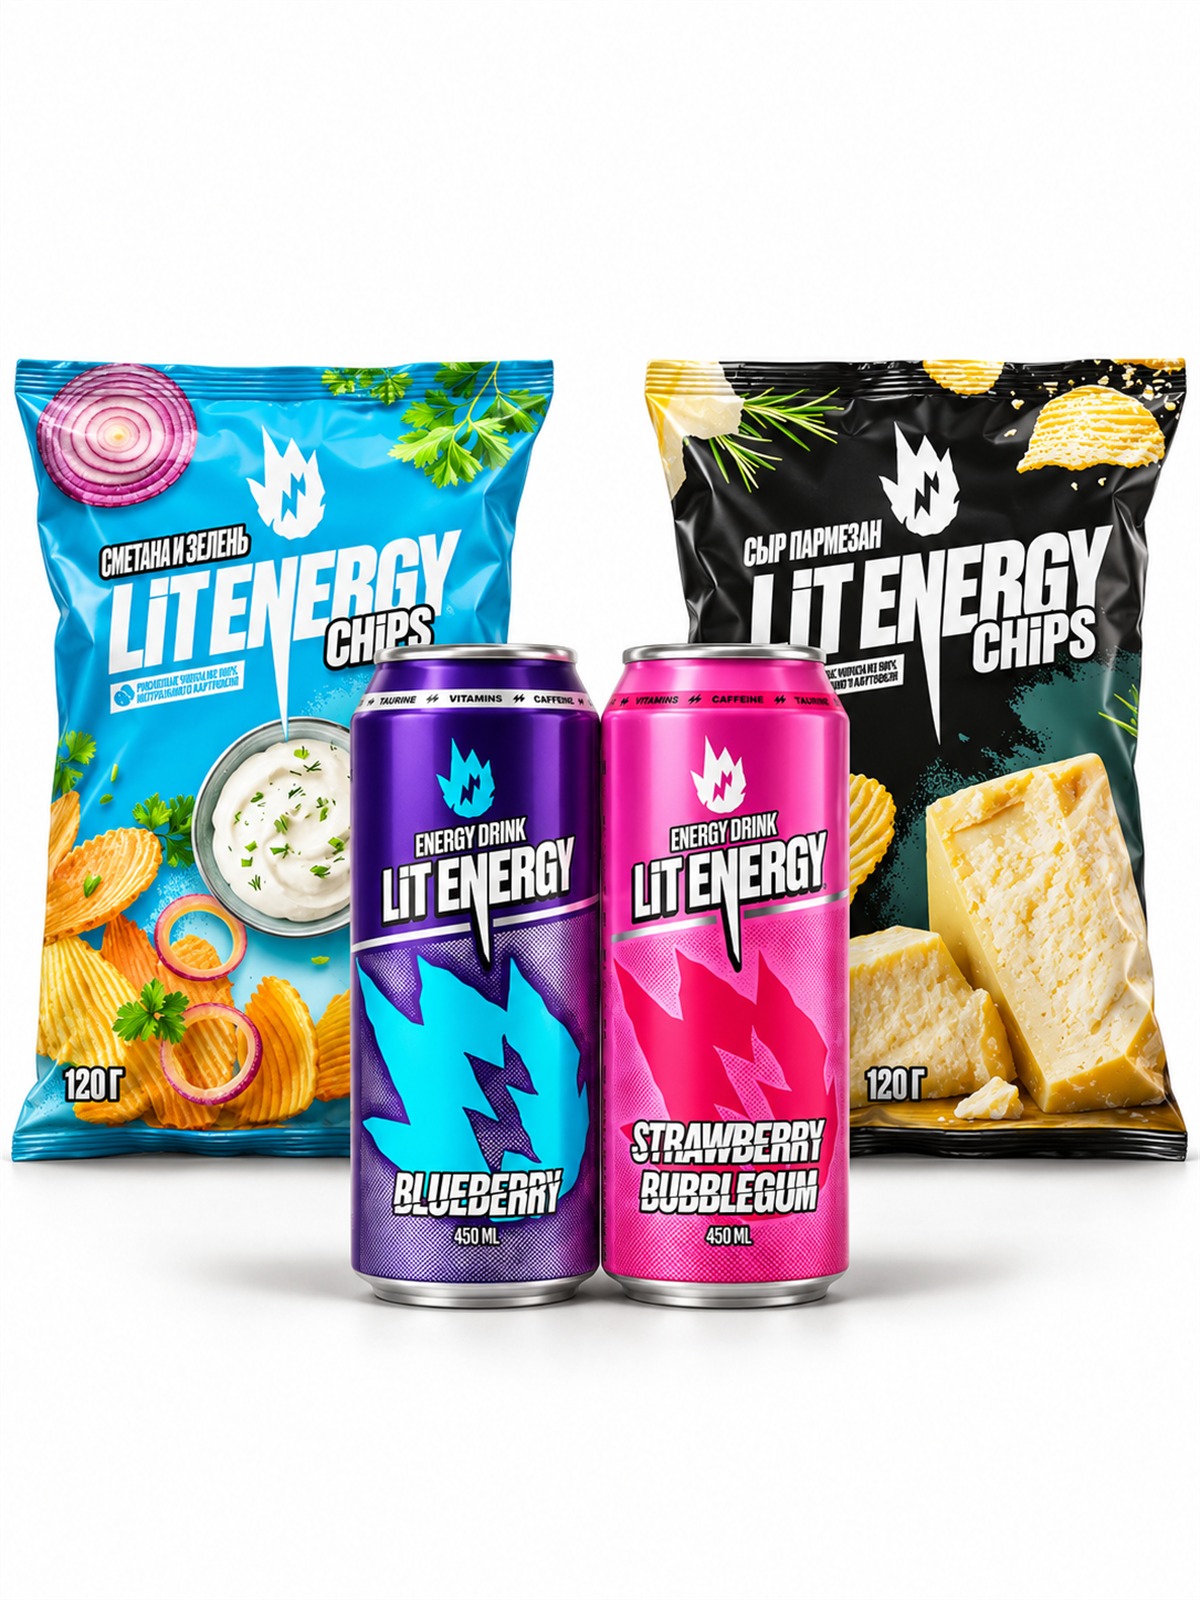 СМЕТАНА И ЗЕЛЕНЬ
LiT ENERGY
CHiPS
120 Г
СЫР ПАРМЕЗАН
LiT ENERGY
CHiPS
120 Г
TAURINE VITAMINS CAFFEINE
ENERGY DRINK
LiT ENERGY
BLUEBERRY
450 ML
VITAMINS CAFFEINE TAURINE
ENERGY DRINK
LiT ENERGY
STRAWBERRY
BUBBLEGUM
450 ML